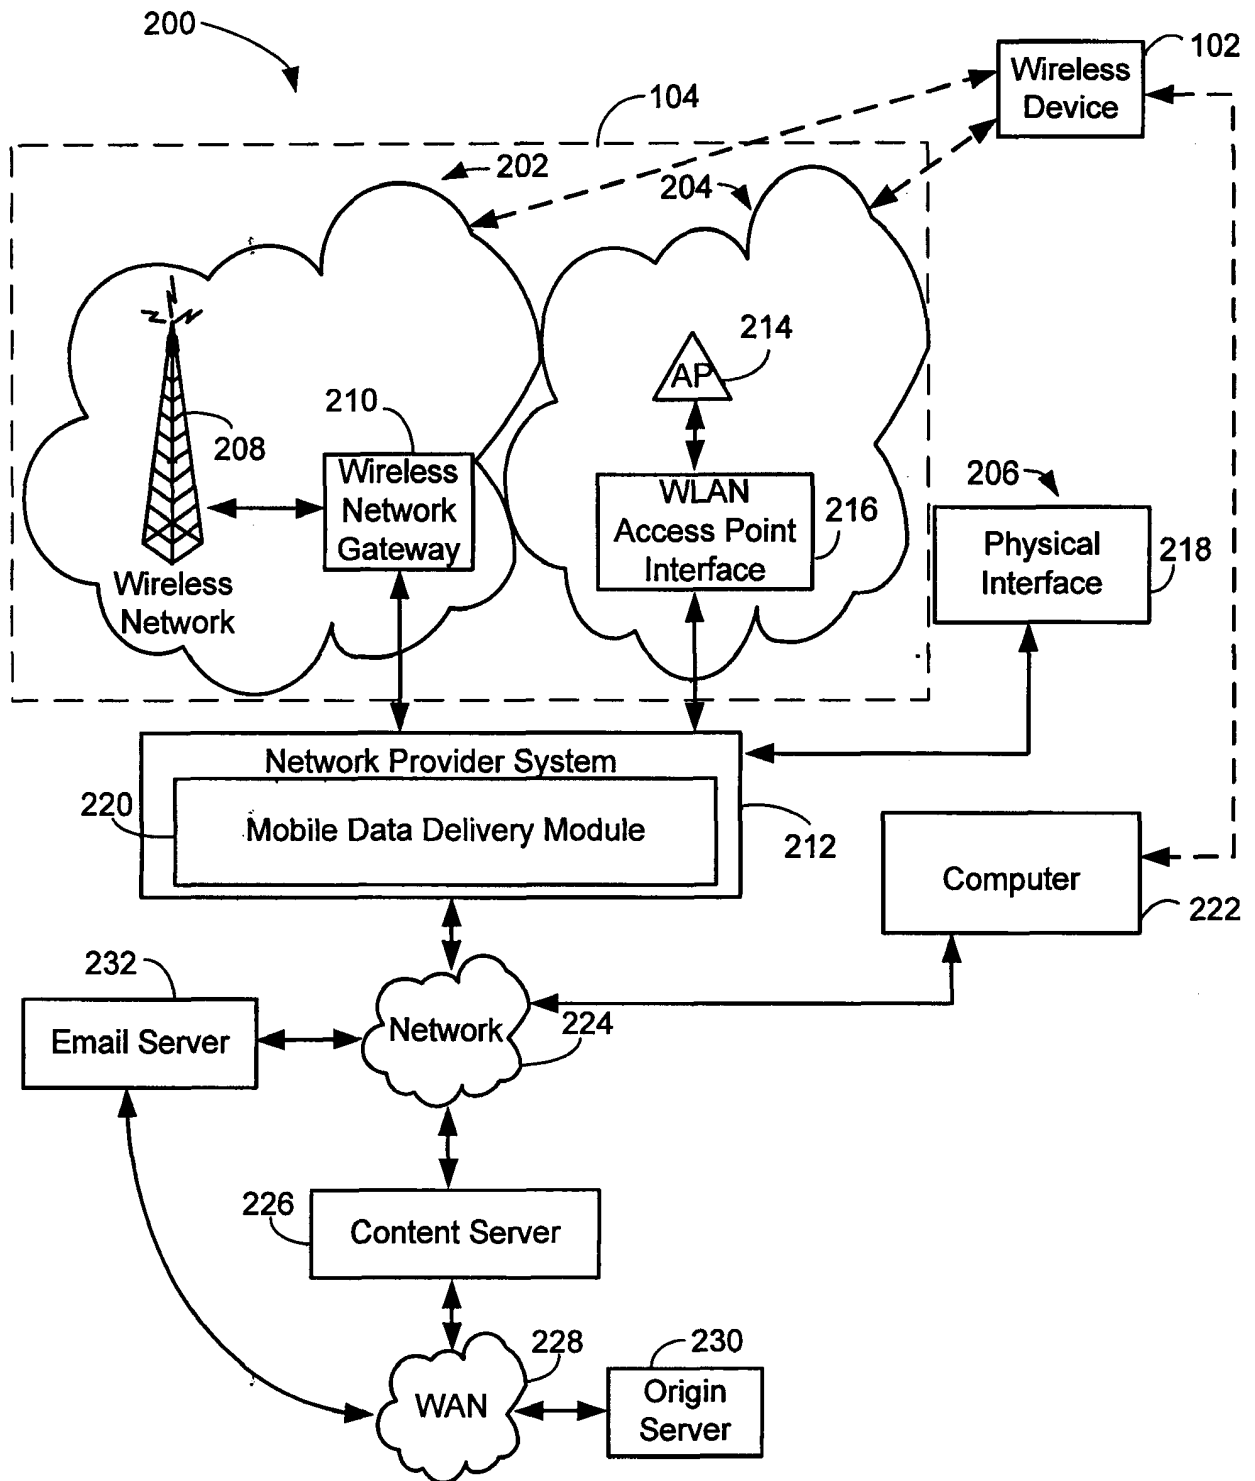 200
102
Wireless
Device
104
202
204
214
AP
210
208
Wireless
Network
Gateway
WLAN
Access Point
Interface
216
206
Physical
Interface
218
Wireless
Network
Network Provider System
220
Mobile Data Delivery Module
212
Computer
222
232
Email Server
Network
224
226
Content Server
228
WAN
230
Origin
Server